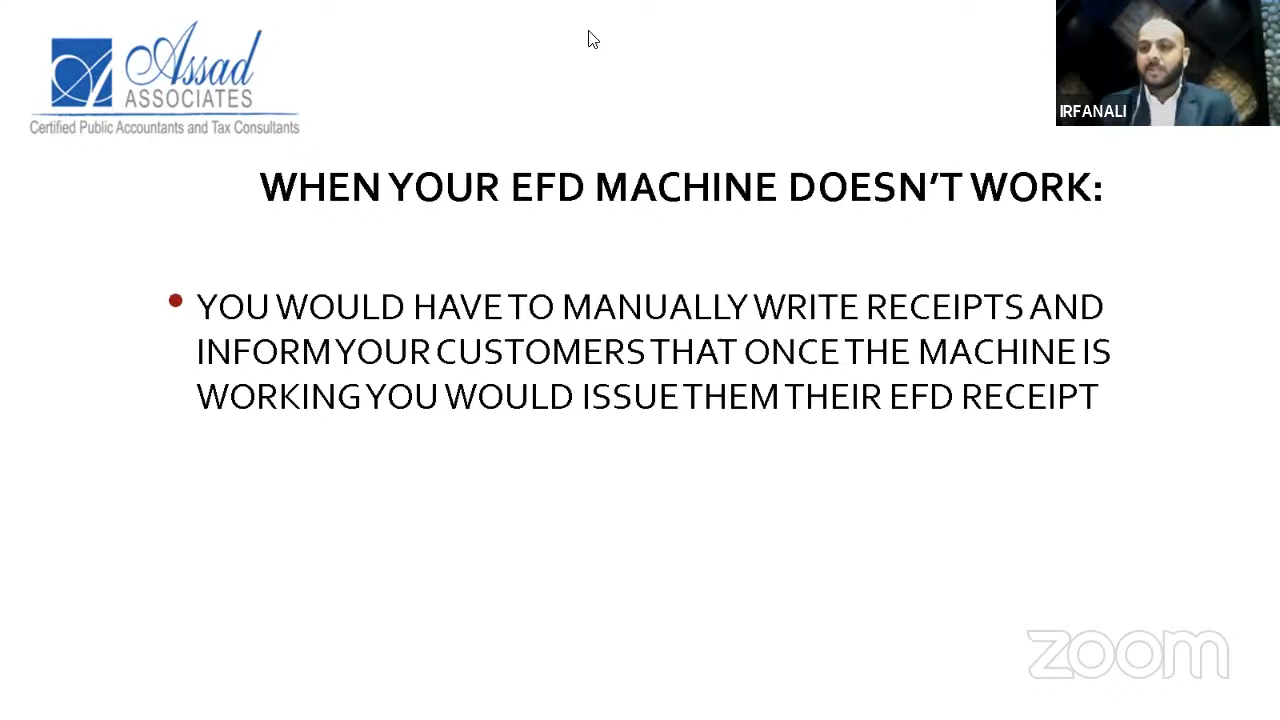 Assad
ASSOCIATES
Certified Public Accountants and Tax Consultants
IRFANALI
WHEN YOUR EFD MACHINE DOESN'T WORK:
• YOU WOULD HAVE TO MANUALLY WRITE RECEIPTS AND
INFORM YOUR CUSTOMERS THAT ONCE THE MACHINE IS
WORKING YOU WOULD ISSUE THEM THEIR EFD RECEIPT
zoom